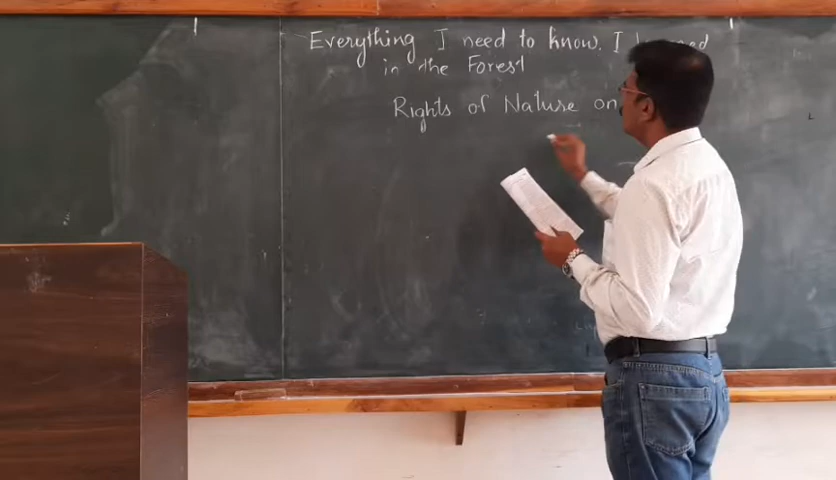 Everything I need to know. I
in the Forest
Rights of Nature on